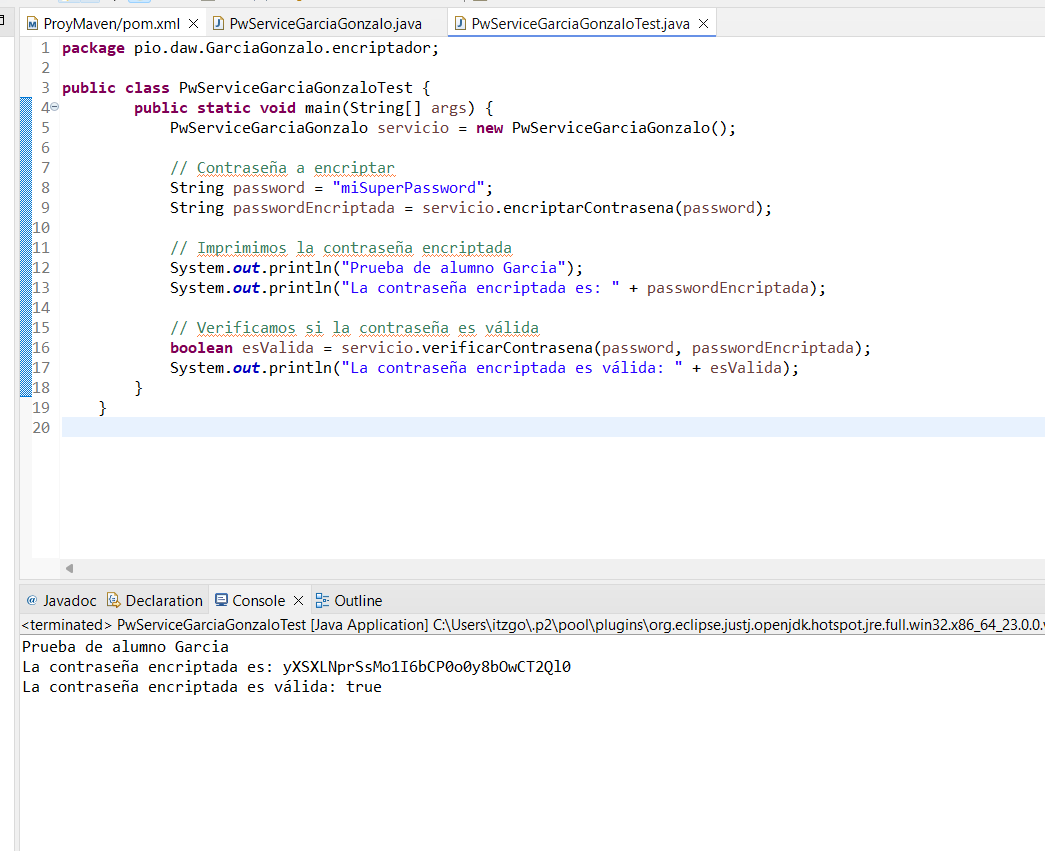 ProyMaven/pom.xml PwServiceGarciaGonzalo.java PwServiceGarciaGonzaloTest.java
1 package pio.daw.GarciaGonzalo.encriptador;
2
3 public class PwServiceGarciaGonzaloTest {
4 public static void main(String[] args) {
5 PwServiceGarciaGonzalo servicio = new PwServiceGarciaGonzalo();
6
7 // Contraseña a encriptar
8 String password = "miSuperPassword";
9 String passwordEncriptada = servicio.encriptarContrasena(password);
10
11 // Imprimimos la contraseña encriptada
12 System.out.println("Prueba de alumno Garcia");
13 System.out.println("La contraseña encriptada es: " + passwordEncriptada);
14
15 // Verificamos si la contraseña es válida
16 boolean esValida = servicio.verificarContrasena(password, passwordEncriptada);
17 System.out.println("La contraseña encriptada es válida: " + esValida);
18 }
19 }
20
@ Javadoc Declaration Console Outline
<terminated> PwServiceGarciaGonzaloTest [Java Application] C:\Users\itzgo\.p2\pool\plugins\org.eclipse.justj.openjdk.hotspot.jre.full.win32.x86_64_23.0.0.v
Prueba de alumno Garcia
La contraseña encriptada es: yXSXLNprSsMo1I6bCP0o0y8bOwCT2Ql0
La contraseña encriptada es válida: true